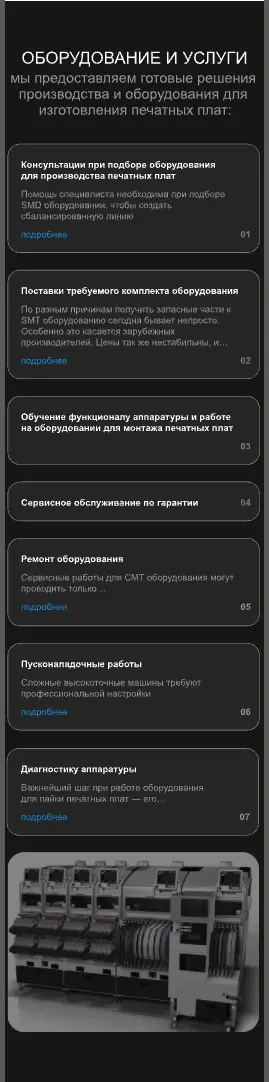 ОБОРУДОВАНИЕ И УСЛУГИ
мы предоставляем готовые решения
производства и оборудования для
изготовления печатных плат:
Консультации при подборе оборудования
для производства печатных плат
Помощь специалиста необходима при подборе
SMD оборудовании, чтобы создать
сбалансированную линию
подробнее 01
Поставки требуемого комплекта оборудования
По разным причинам получить запасные части к
SMT оборудованию сегодня бывает непросто.
Особенно это касается зарубежных
производителей. Цены так же нестабильны, и...
подробнее 02
Обучение функционалу аппаратуры и работе
на оборудовании для монтажа печатных плат
03
Сервисное обслуживание по гарантии 04
Ремонт оборудования
Сервисные работы для СМТ оборудования могут
проводить только...
подробнее 05
Пусконаладочные работы
Сложные высокоточные машины требуют
профессиональной настройки
подробнее 06
Диагностику аппаратуры
Важнейший шаг при работе оборудования
для пайки печатных плат — его...
подробнее 07